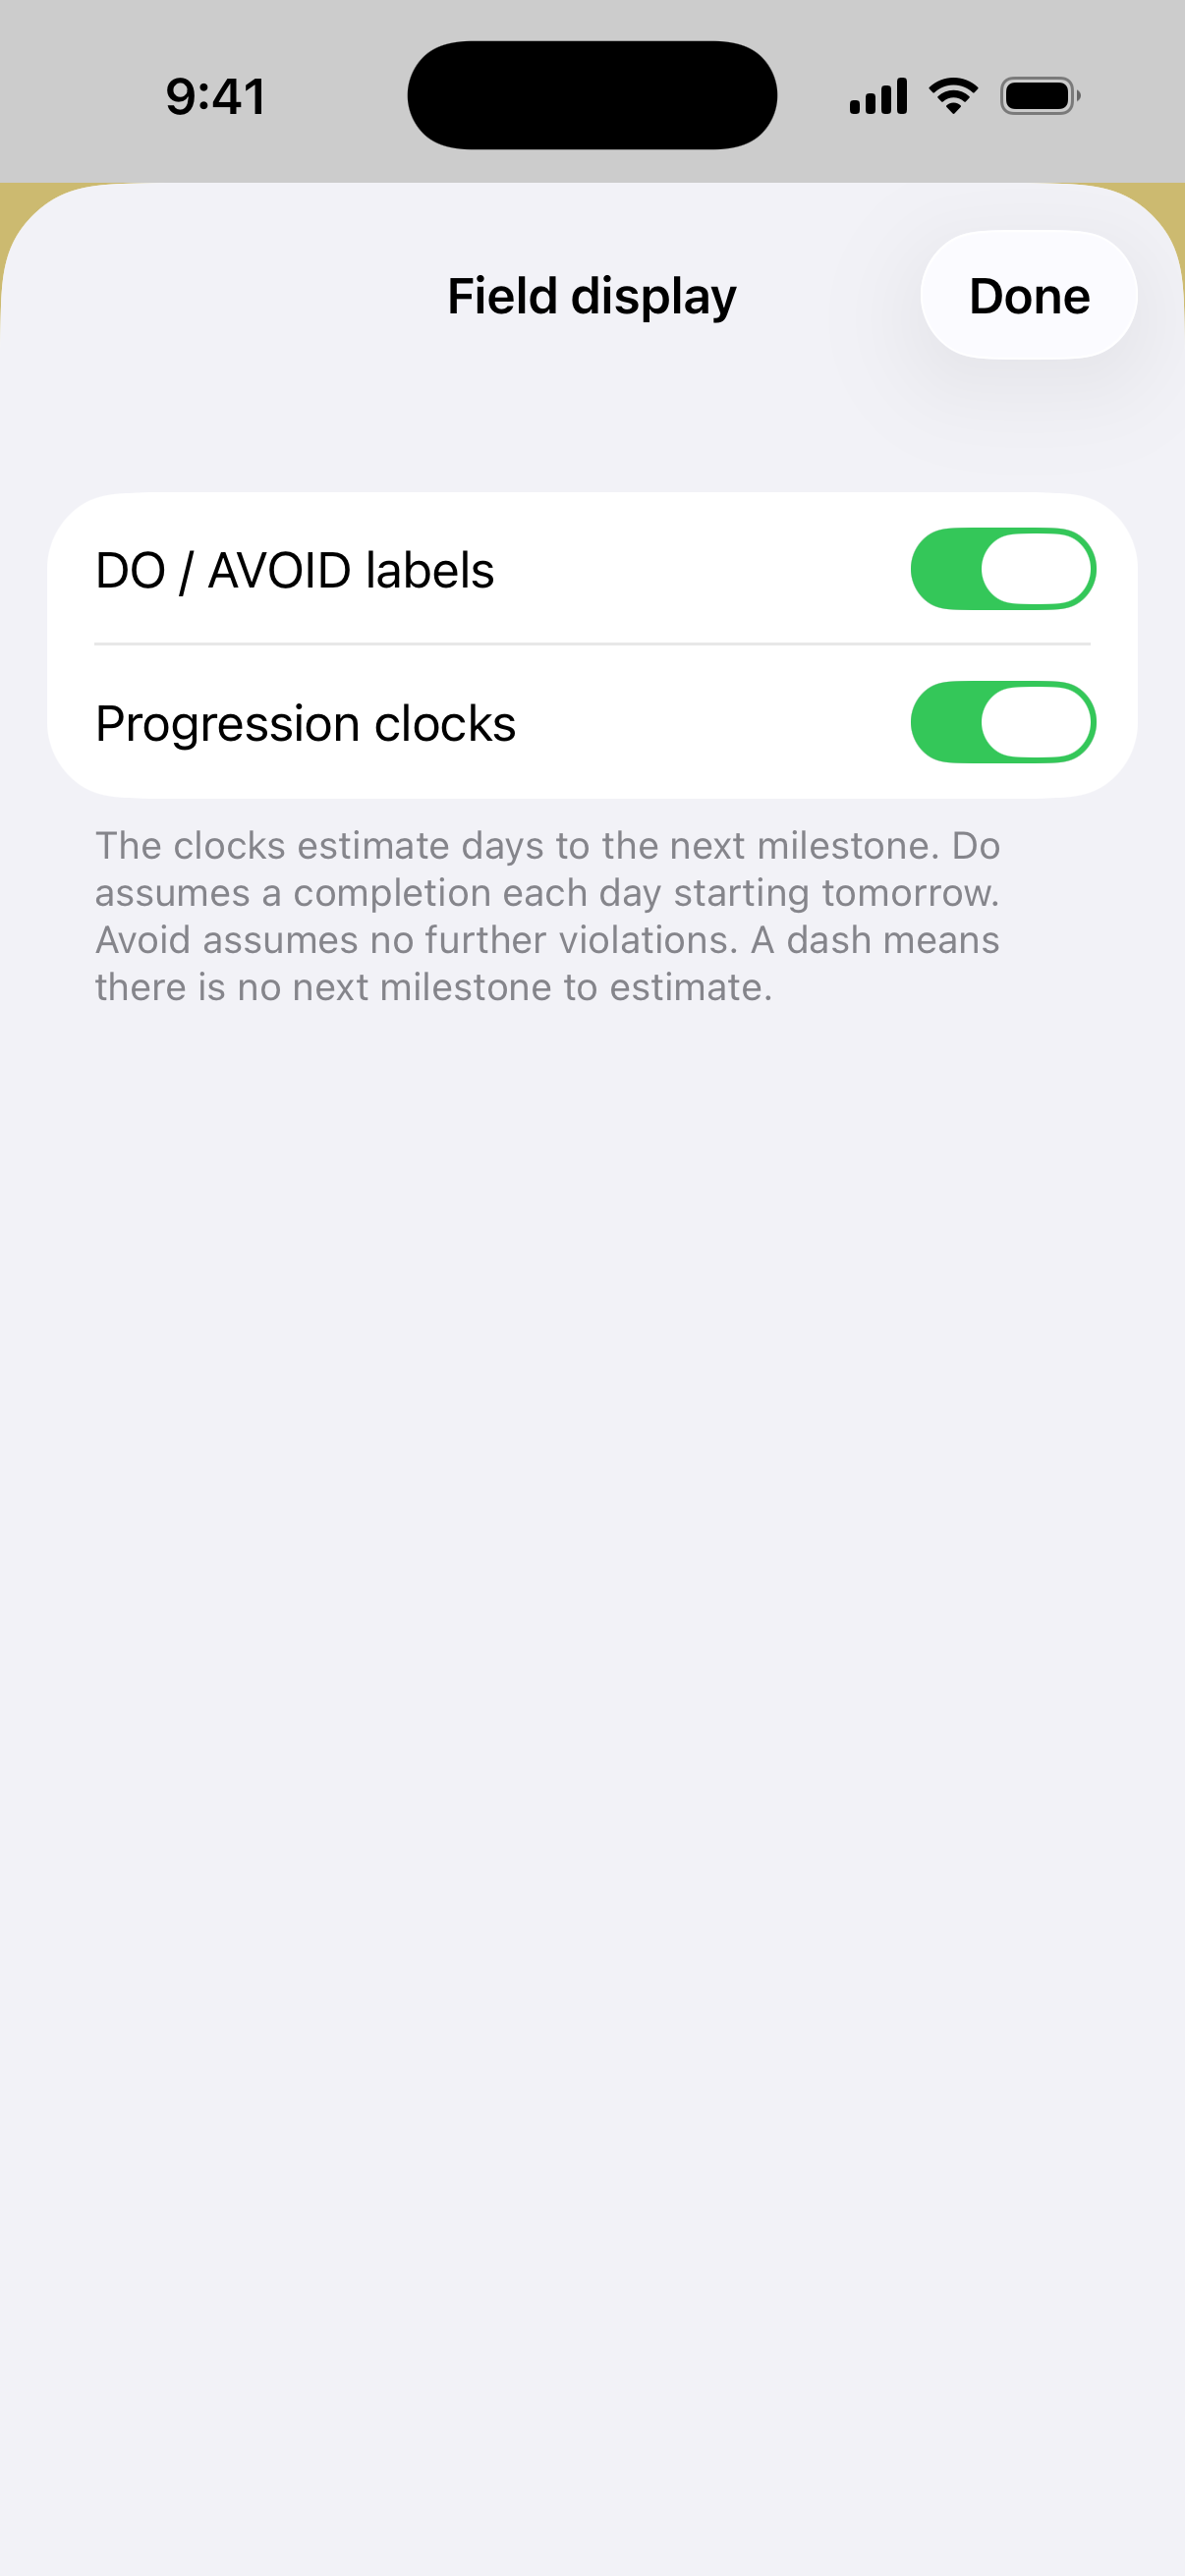 9:41
Field display
Done
DO / AVOID labels
Progression clocks
The clocks estimate days to the next milestone. Do
assumes a completion each day starting tomorrow.
Avoid assumes no further violations. A dash means
there is no next milestone to estimate.